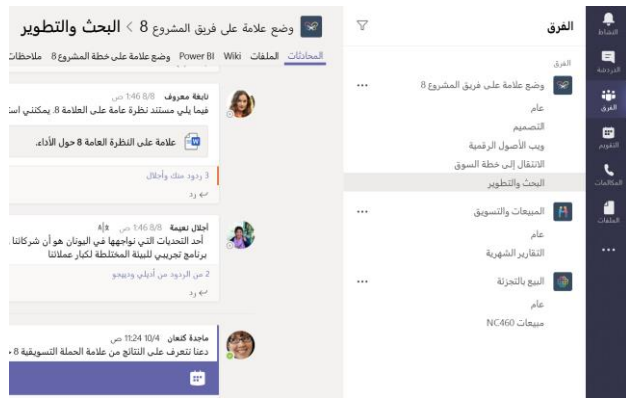 النشاط
الدردشة
الفرق
التقويم
المكالمات
الملفات
الفرق
الفرق
وضع علامة على فريق المشروع 8
عام
التصميم
ويب الأصول الرقمية
الانتقال إلى خطة السوق
البحث والتطوير
المبيعات والتسويق
عام
التقارير الشهرية
البيع بالتجزئة
عام
مبيعات NC460
وضع علامة على فريق المشروع 8 > البحث والتطوير
المحادثات الملفات Wiki Power BI وضع علامة على خطة المشروع 8 ملاحظات
نابغة معروف 8/8 1:46 ص
فيما يلي مستند نظرة عامة على العلامة 8. يمكنني
علامة على النظرة العامة 8 حول الأداء.
3 ردود منك وأجلال
رد
أجلال نعيمة 8/8 1:46 ص
أحد التحديات التي نواجهها في اليونان هو أن شركاتنا
برنامج تجريبي للبيئة المختلطة لكبار عملائنا
2 من الردود من أديلي وديبجو
رد
ماجدة كنعان 10/4 11:24 ص
دعنا نتعرف على النتائج من علامة الحملة التسويقية 8